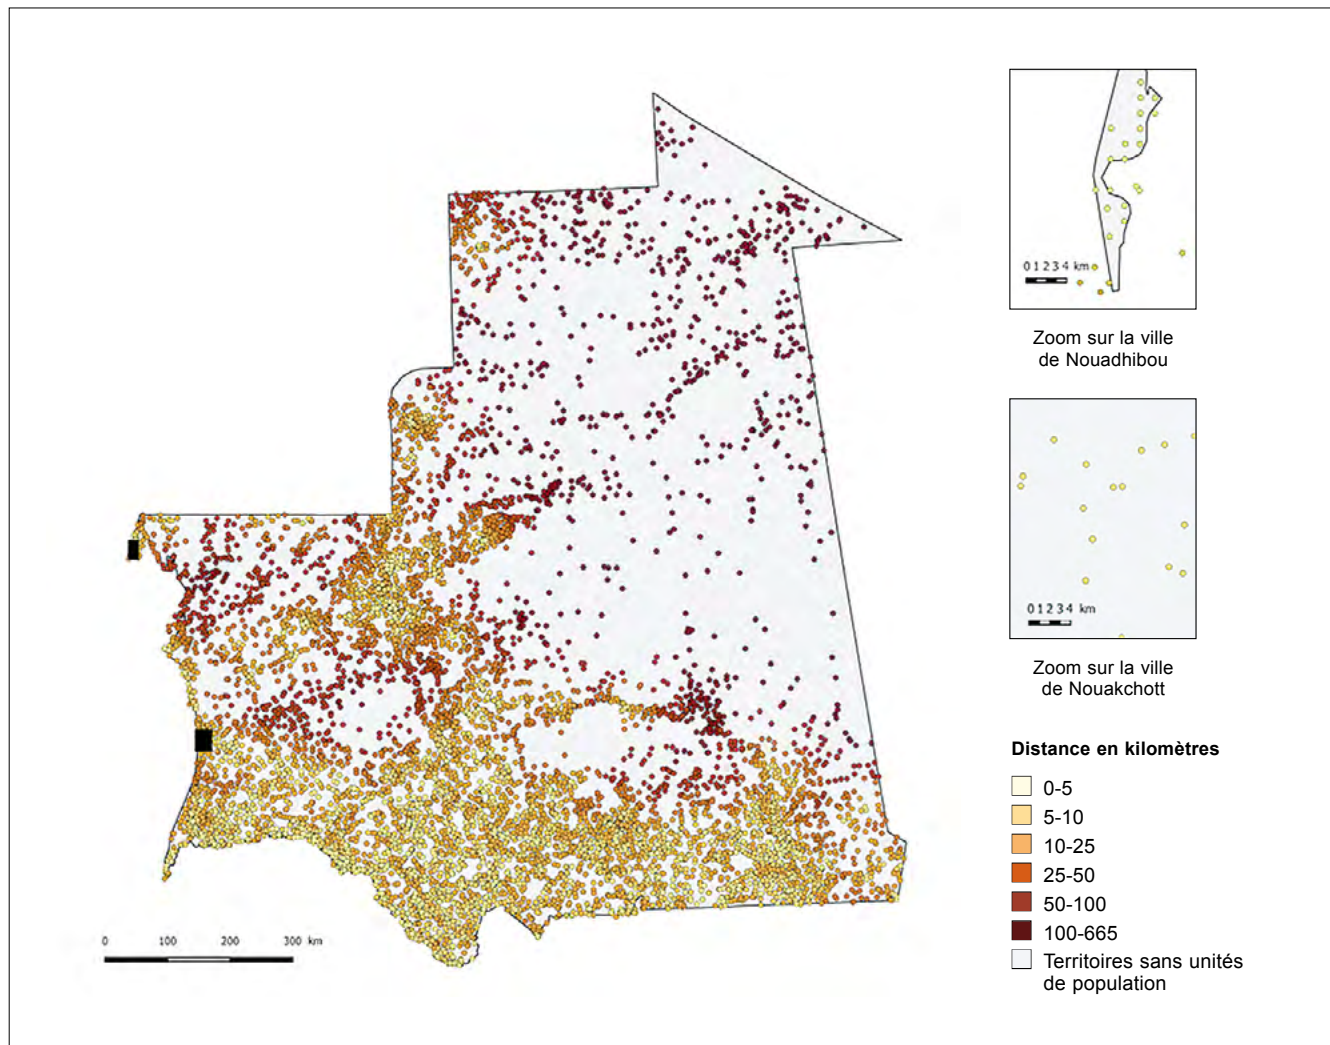 0 1 2 3 4 km
Zoom sur la ville
de Nouadhibou
0 1 2 3 4 km
Zoom sur la ville
de Nouakchott
Distance en kilomètres
0-5
5-10
10-25
25-50
50-100
100-665
Territoires sans unités
de population
0 100 200 300 km